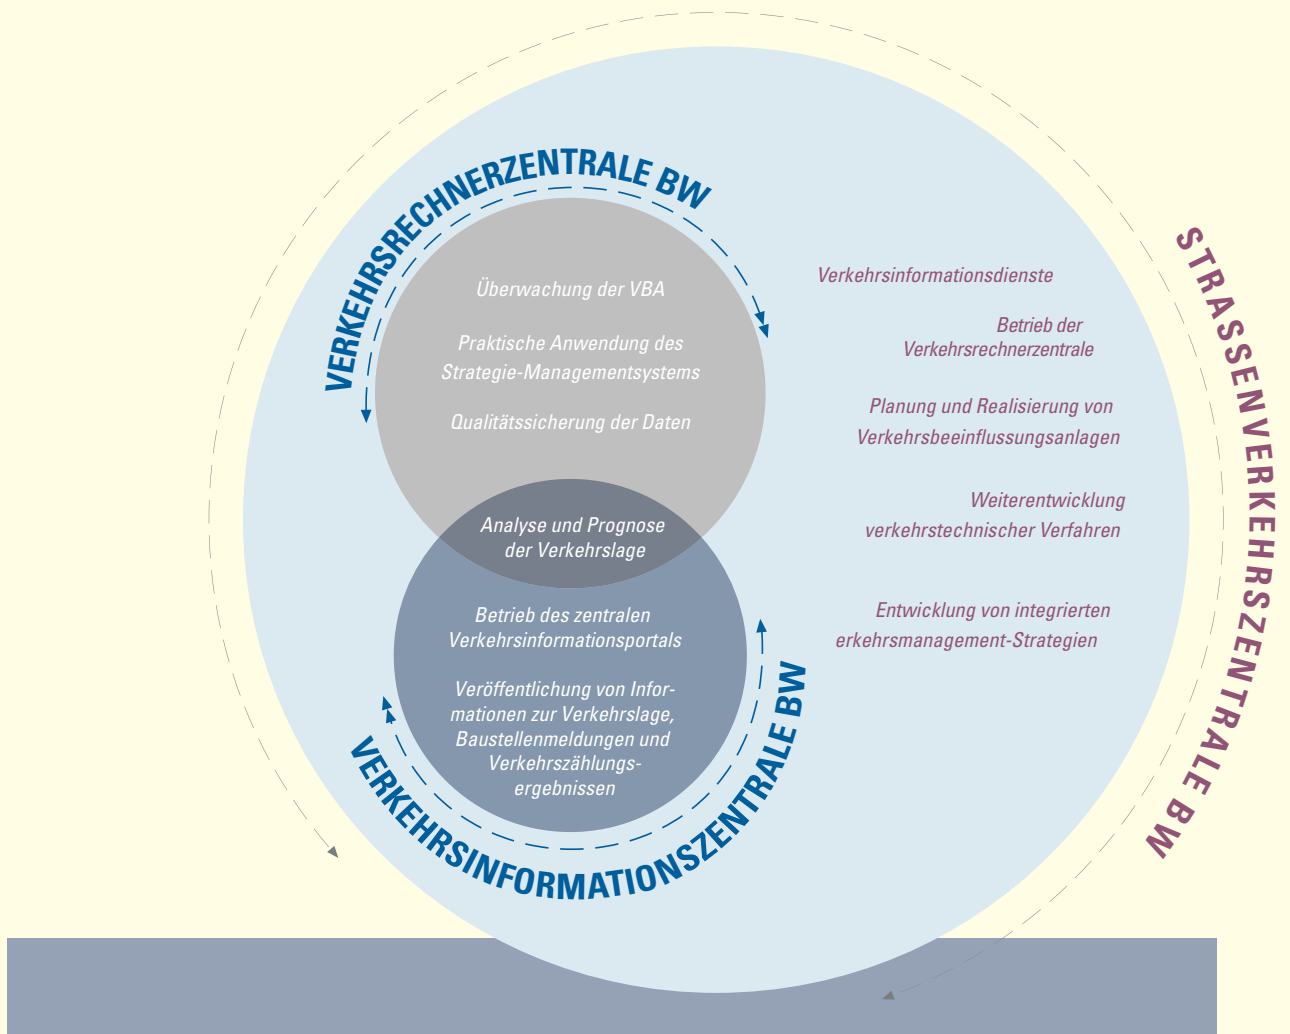 VERKEHRSRECHNERZENTRALE BW
Überwachung der VBA
Praktische Anwendung des
Strategie-Managementsystems
Qualitätssicherung der Daten
Analyse und Prognose
der Verkehrslage
Betrieb des zentralen
Verkehrsinformationsportals
Veröffentlichung von Infor-
mationen zur Verkehrslage,
Baustellenmeldungen und
Verkehrszählungs-
ergebnissen
VERKEHRSINFORMATIONSZENTRALE BW
Verkehrsinformationsdienste
Betrieb der
Verkehrsrechnerzentrale
Planung und Realisierung von
Verkehrsbeeinflussungsanlagen
Weiterentwicklung
verkehrstechnischer Verfahren
Entwicklung von integrierten
erkehrsmanagement-Strategien
STRASSENVERKEHRSZENTRALE BW